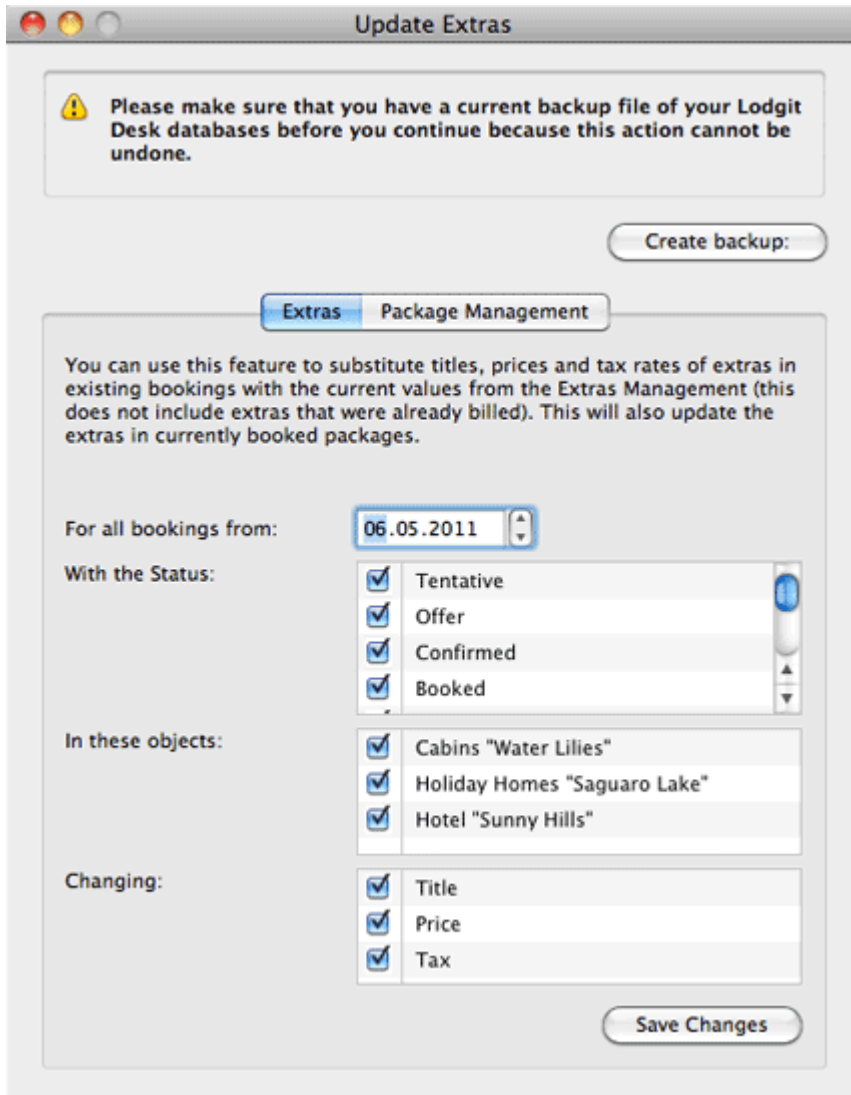 Update Extras
Please make sure that you have a current backup file of your Lodgit
Desk databases before you continue because this action cannot be
undone.
Create backup:
Extras Package Management
You can use this feature to substitute titles, prices and tax rates of extras in
existing bookings with the current values from the Extras Management (this
does not include extras that were already billed). This will also update the
extras in currently booked packages.
For all bookings from: 06.05.2011
With the Status: Tentative
Offer
Confirmed
Booked
In these objects: Cabins "Water Lilies"
Holiday Homes "Saguaro Lake"
Hotel "Sunny Hills"
Changing: Title
Price
Tax
Save Changes